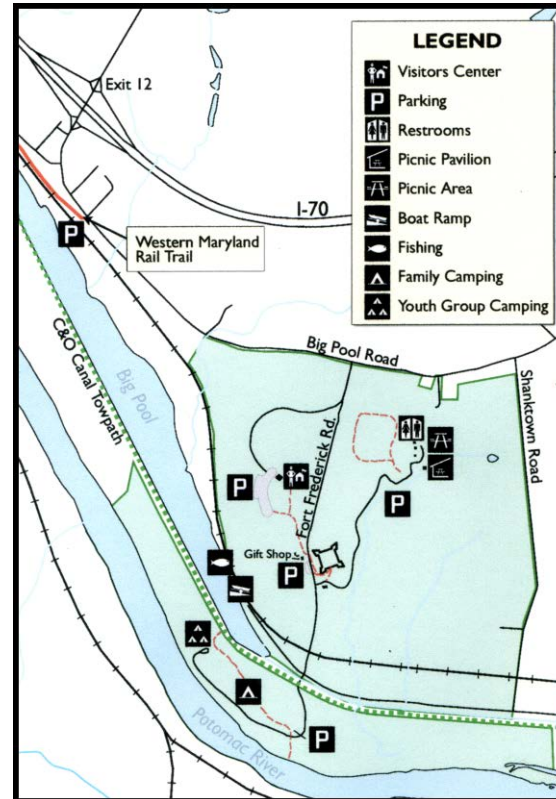 LEGEND
Visitors Center
P Parking
Restrooms
Picnic Pavilion
Picnic Area
Boat Ramp
Fishing
Family Camping
Youth Group Camping
Exit 12
I-70
P
Western Maryland
Rail Trail
C&O Canal Towpath
Big Pool
Big Pool Road
Shanktown Road
Fort Frederick Rd.
P
P
Gift Shop
P
P
Potomac River